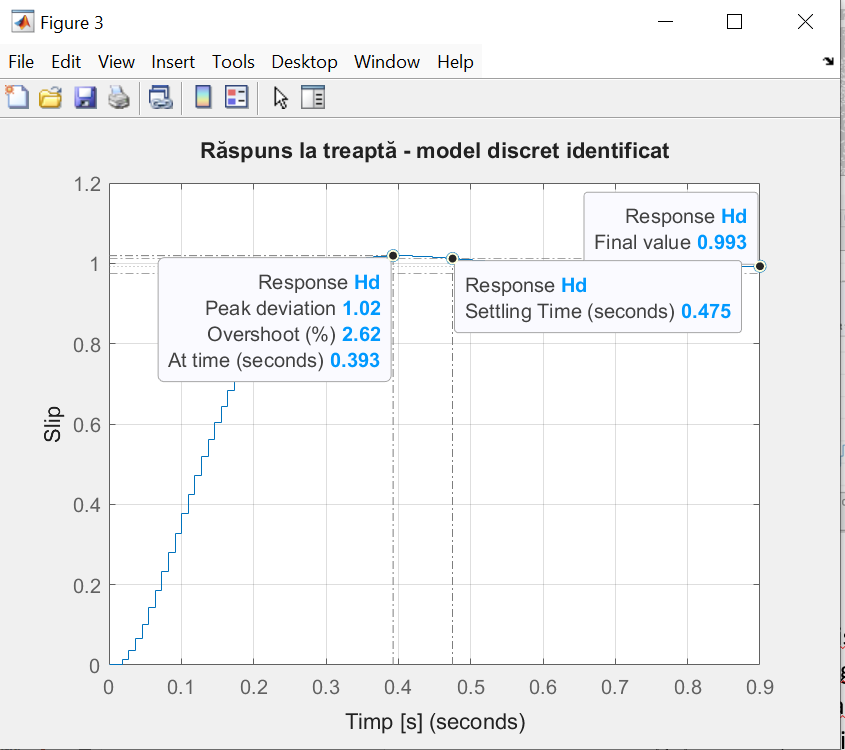 Figure 3
File Edit View Insert Tools Desktop Window Help
Răspuns la treaptă - model discret identificat
Slip
1.2
1
0.8
0.6
0.4
0.2
0
Response Hd
Peak deviation 1.02
Overshoot (%) 2.62
At time (seconds) 0.393
Response Hd
Final value 0.993
Response Hd
Settling Time (seconds) 0.475
0 0.1 0.2 0.3 0.4 0.5 0.6 0.7 0.8 0.9
Timp [s] (seconds)